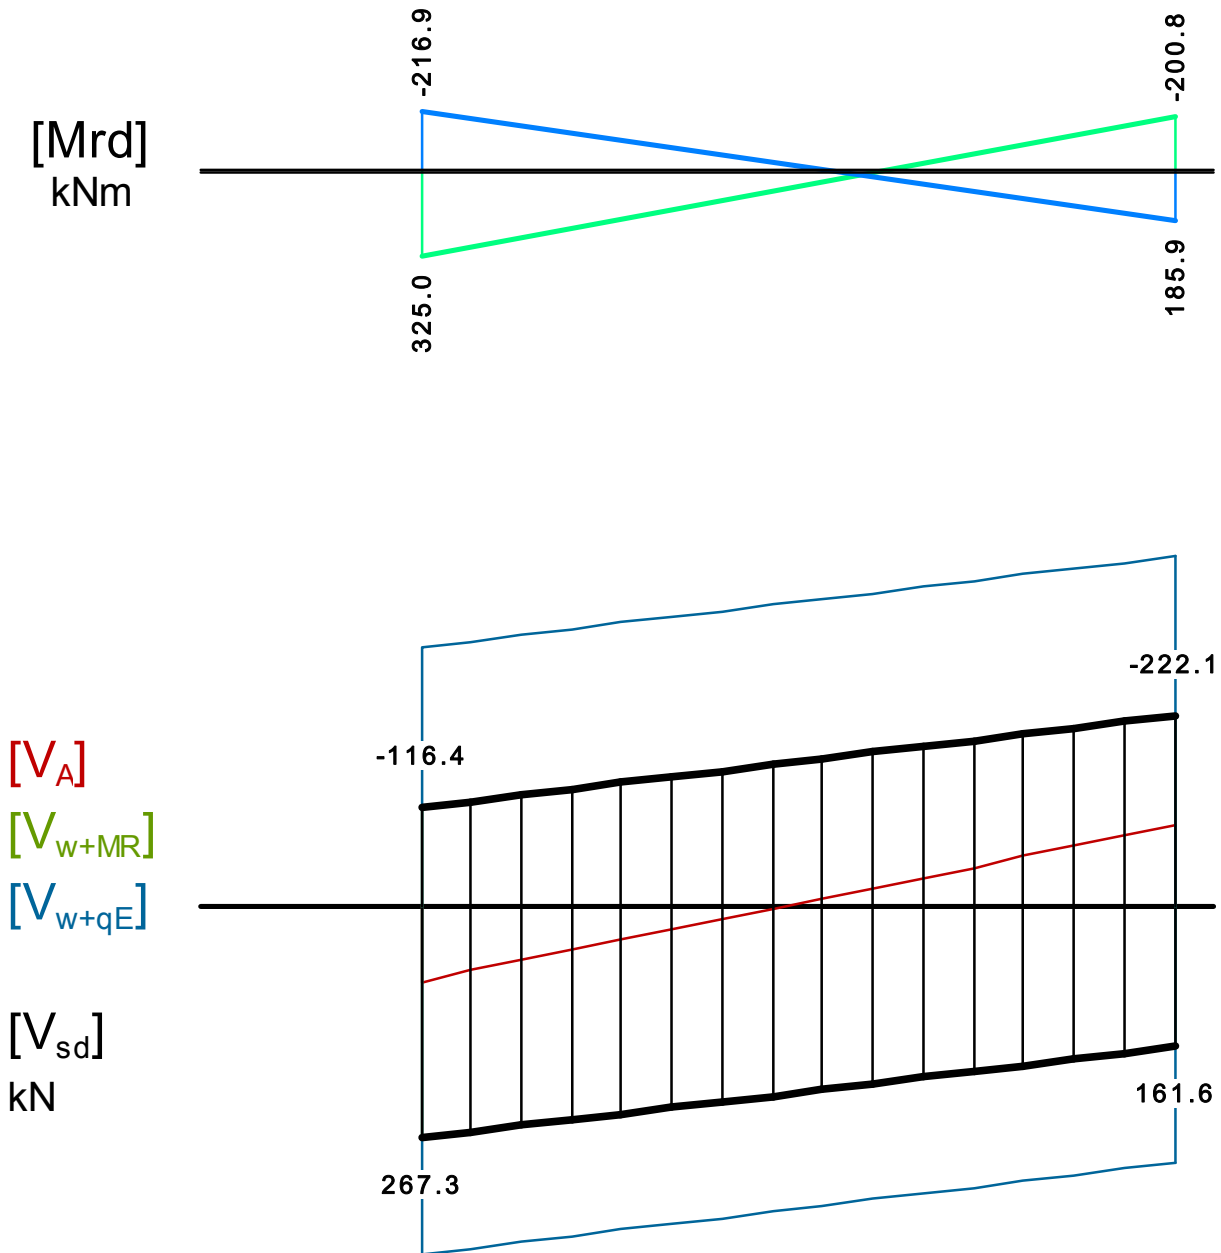 -216.9
-200.8
[Mrd]
kNm
325.0
185.9
-222.1
-116.4
[VA]
[Vw+MR]
[Vw+qE]
[Vsd]
kN
161.6
267.3